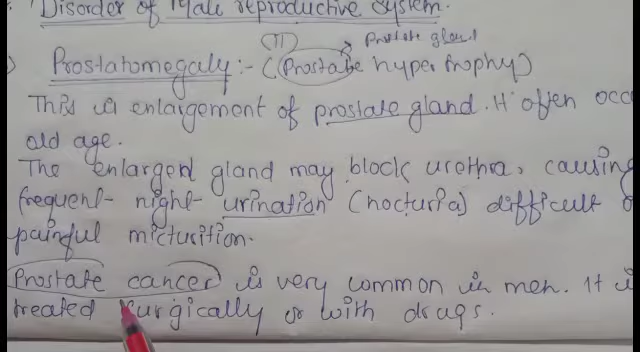 Disorder of Male reproductive system.
(II) Prostate gland
Prostatomegaly:- (Prostate hypertrophy)
This is enlargement of prostate gland. It often occ
old age.
The enlarged gland may block urethra, causing
frequent night urination (nocturia) difficult o
painful micturition.
Prostate cancer is very common in men. It i
treated surgically or with drugs.